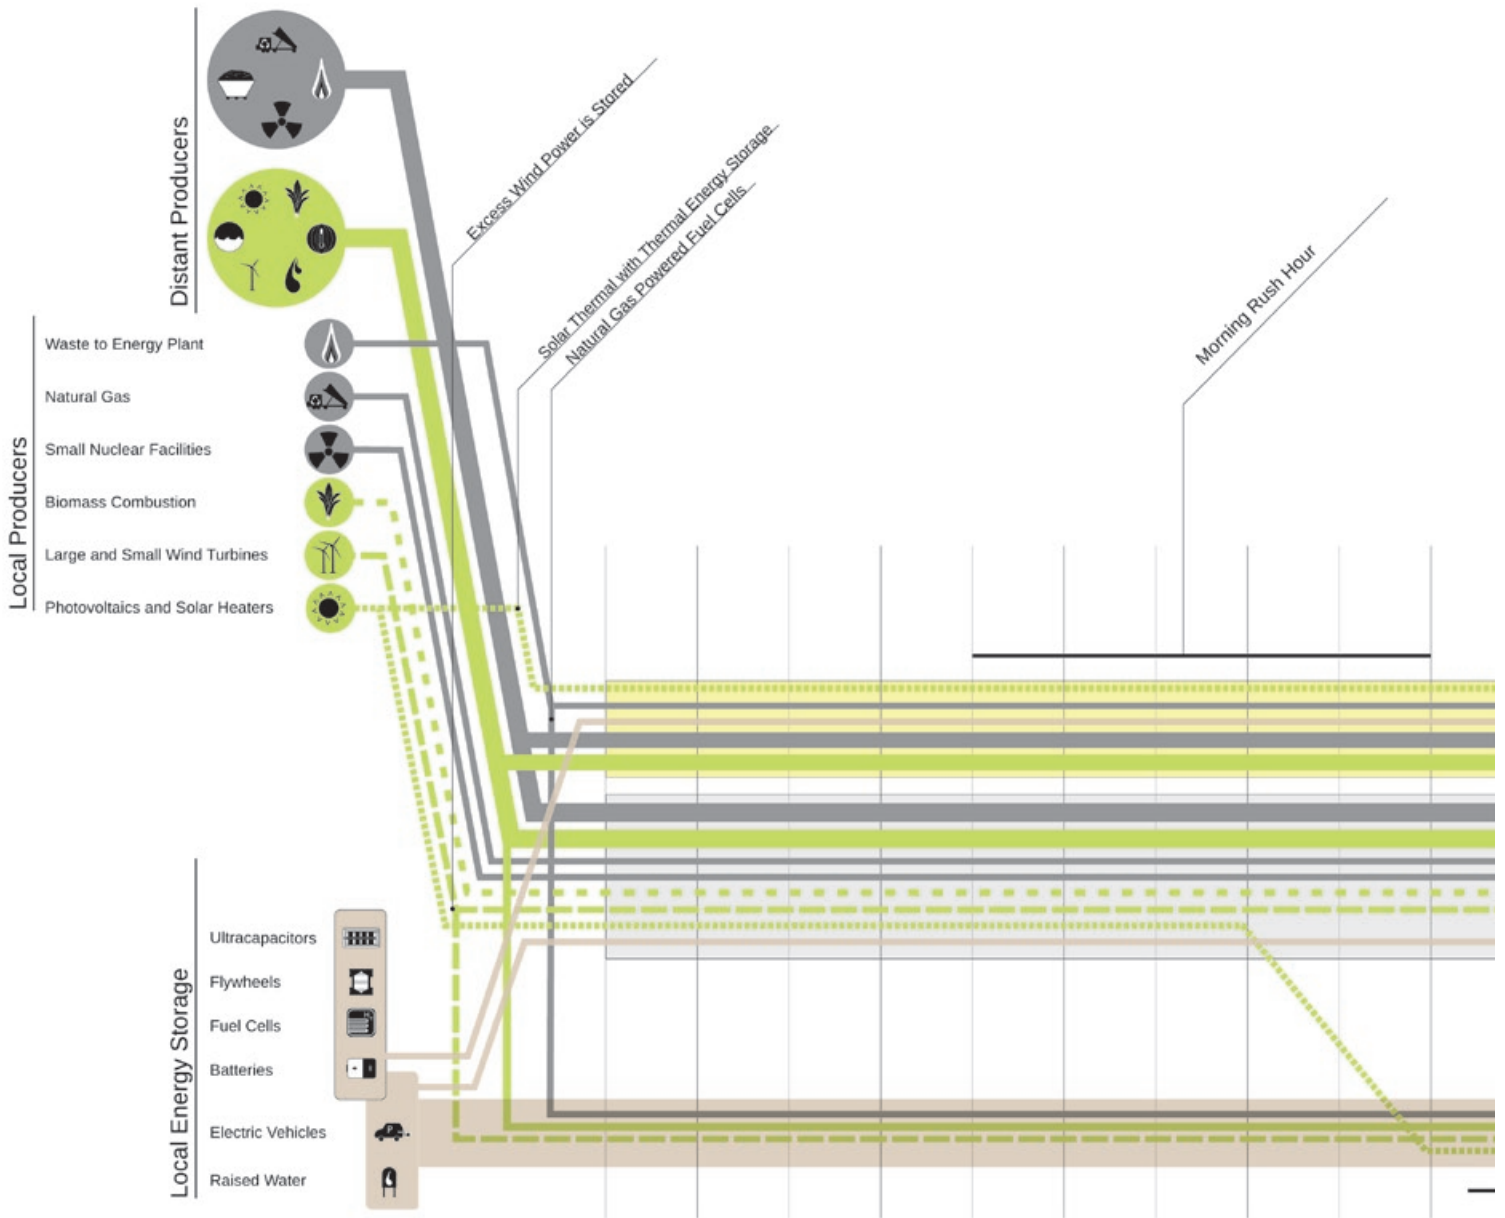 Distant Producers
Excess Wind Power is Stored
Solar Thermal with Thermal Energy Storage
Natural Gas Powered Fuel Cells
Morning Rush Hour
Local Producers
Waste to Energy Plant
Natural Gas
Small Nuclear Facilities
Biomass Combustion
Large and Small Wind Turbines
Photovoltaics and Solar Heaters
Local Energy Storage
Ultracapacitors
Flywheels
Fuel Cells
Batteries
Electric Vehicles
Raised Water